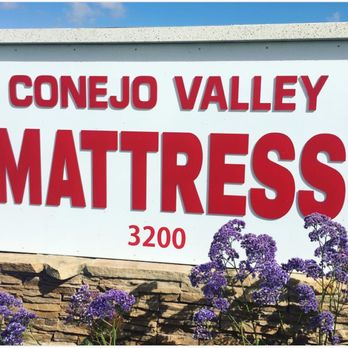 CONEJO VALLEY
MATTRESS
3200